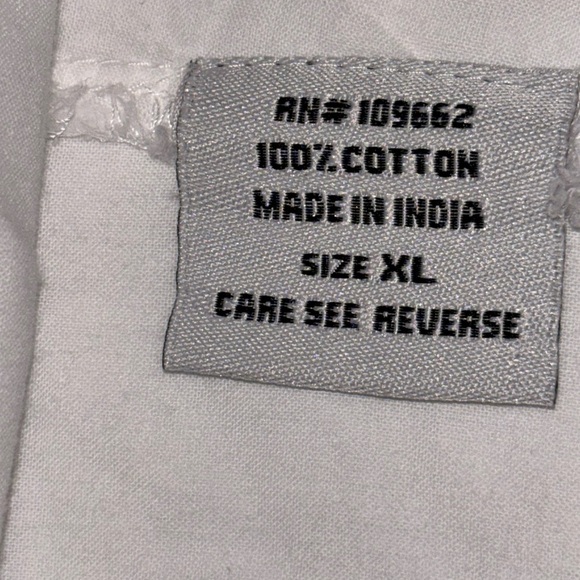 RN# 109662
100% COTTON
MADE IN INDIA
SIZE XL
CARE SEE REVERSE